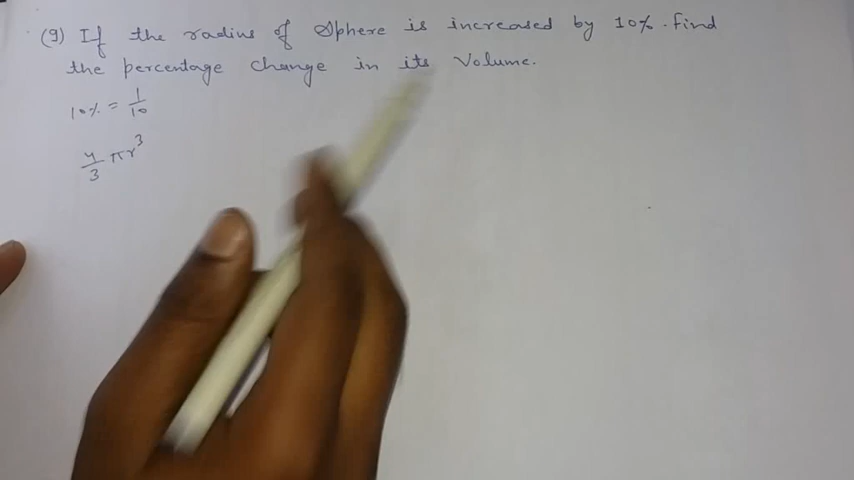 (9) If the radius of Sphere is increased by 10%. find
the percentage change in its Volume.
10% = 1/10
4/3 πr³